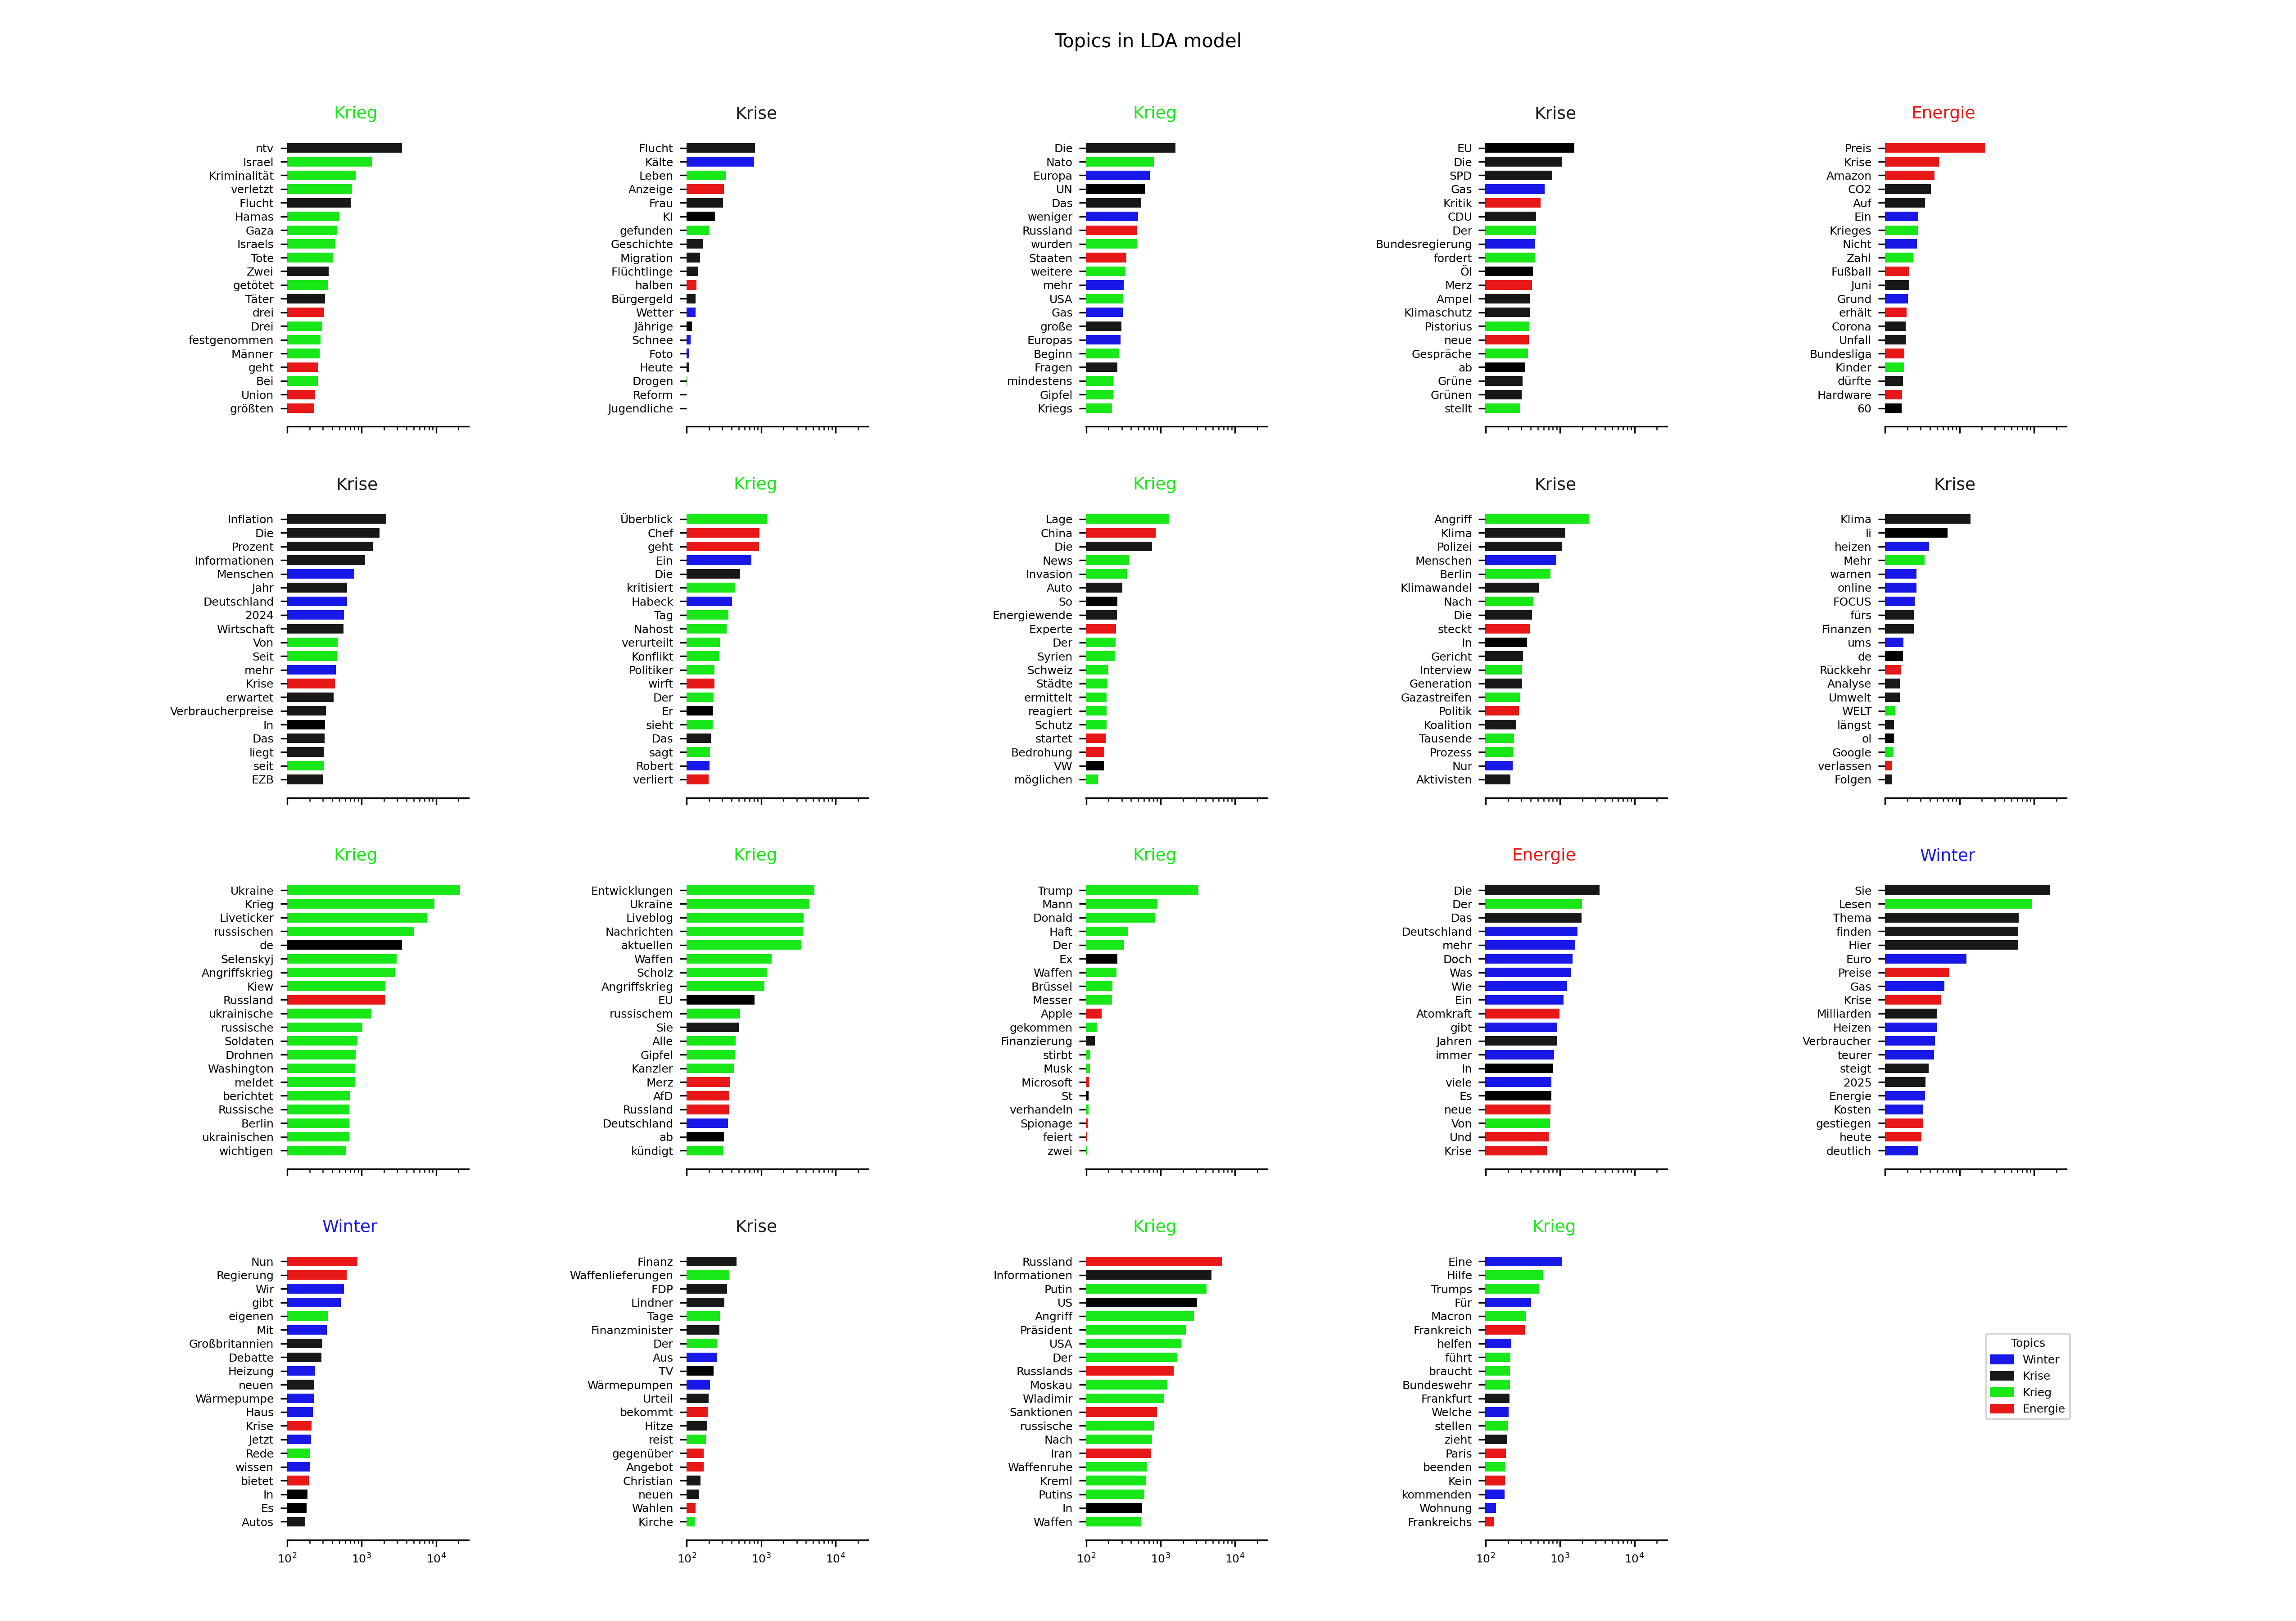 Topics in LDA model
Krieg
ntv
Israel
Kriminalität
verletzt
Flucht
Hamas
Gaza
Israels
Tote
Zwei
getötet
Täter
drei
Drei
festgenommen
Männer
geht
Bei
Union
größten
Krise
Flucht
Kälte
Leben
Anzeige
Frau
KI
gefunden
Geschichte
Migration
Flüchtlinge
halben
Bürgergeld
Wetter
Jährige
Schnee
Foto
Heute
Drogen
Reform
Jugendliche
Krieg
Die
Nato
Europa
UN
Das
weniger
Russland
wurden
Staaten
weitere
mehr
USA
Gas
große
Europas
Beginn
Fragen
mindestens
Gipfel
Kriegs
Krise
EU
Die
SPD
Gas
Kritik
CDU
Der
Bundesregierung
fordert
Öl
Merz
Ampel
Klimaschutz
Pistorius
neue
Gespräche
ab
Grüne
Grünen
stellt
Energie
Preis
Krise
Amazon
CO2
Auf
Ein
Krieges
Nicht
Zahl
Fußball
Juni
Grund
erhält
Corona
Unfall
Bundesliga
Kinder
dürfte
Hardware
60
Krise
Inflation
Die
Prozent
Informationen
Menschen
Jahr
Deutschland
2024
Wirtschaft
Von
Seit
mehr
Krise
erwartet
Verbraucherpreise
In
Das
liegt
seit
EZB
Krieg
Überblick
Chef
geht
Ein
Die
kritisiert
Habeck
Tag
Nahost
verurteilt
Konflikt
Politiker
wirft
Der
Er
sieht
Das
sagt
Robert
verliert
Krieg
Lage
China
Die
News
Invasion
Auto
So
Energiewende
Experte
Der
Syrien
Schweiz
Städte
ermittelt
reagiert
Schutz
startet
Bedrohung
VW
möglichen
Krise
Angriff
Klima
Polizei
Menschen
Berlin
Klimawandel
Nach
Die
steckt
In
Gericht
Interview
Generation
Gazastreifen
Politik
Koalition
Tausende
Prozess
Nur
Aktivisten
Krise
Klima
li
heizen
Mehr
warnen
online
FOCUS
fürs
Finanzen
ums
de
Rückkehr
Analyse
Umwelt
WELT
längst
ol
Google
verlassen
Folgen
Krieg
Ukraine
Krieg
Liveticker
russischen
de
Selenskyj
Angriffskrieg
Kiew
Russland
ukrainische
russische
Soldaten
Drohnen
Washington
meldet
berichtet
Russische
Berlin
ukrainischen
wichtigen
Krieg
Entwicklungen
Ukraine
Liveblog
Nachrichten
aktuellen
Waffen
Scholz
Angriffskrieg
EU
russischem
Sie
Alle
Gipfel
Kanzler
Merz
AfD
Russland
Deutschland
ab
kündigt
Krieg
Trump
Mann
Donald
Haft
Der
Ex
Waffen
Brüssel
Messer
Apple
gekommen
Finanzierung
stirbt
Musk
Microsoft
St
verhandeln
Spionage
feiert
zwei
Energie
Die
Der
Das
Deutschland
mehr
Doch
Was
Wie
Ein
Atomkraft
gibt
Jahren
immer
In
viele
Es
neue
Von
Und
Krise
Winter
Sie
Lesen
Thema
finden
Hier
Euro
Preise
Gas
Krise
Milliarden
Heizen
Verbraucher
teurer
steigt
2025
Energie
Kosten
gestiegen
heute
deutlich
Winter
Nun
Regierung
Wir
gibt
eigenen
Mit
Großbritannien
Debatte
Heizung
neuen
Wärmepumpe
Haus
Krise
Jetzt
Rede
wissen
bietet
In
Es
Autos
10² 10³ 10⁴
Krise
Finanz
Waffenlieferungen
FDP
Lindner
Tage
Finanzminister
Der
Aus
TV
Wärmepumpen
Urteil
bekommt
Hitze
reist
gegenüber
Angebot
Christian
neuen
Wahlen
Kirche
10² 10³ 10⁴
Krieg
Russland
Informationen
Putin
US
Angriff
Präsident
USA
Der
Russlands
Moskau
Wladimir
Sanktionen
russische
Nach
Iran
Waffenruhe
Kreml
Putins
In
Waffen
10² 10³ 10⁴
Krieg
Eine
Hilfe
Trumps
Für
Macron
Frankreich
helfen
führt
braucht
Bundeswehr
Frankfurt
Welche
stellen
zieht
Paris
beenden
Kein
kommenden
Wohnung
Frankreichs
10² 10³ 10⁴
Topics
Winter
Krise
Krieg
Energie